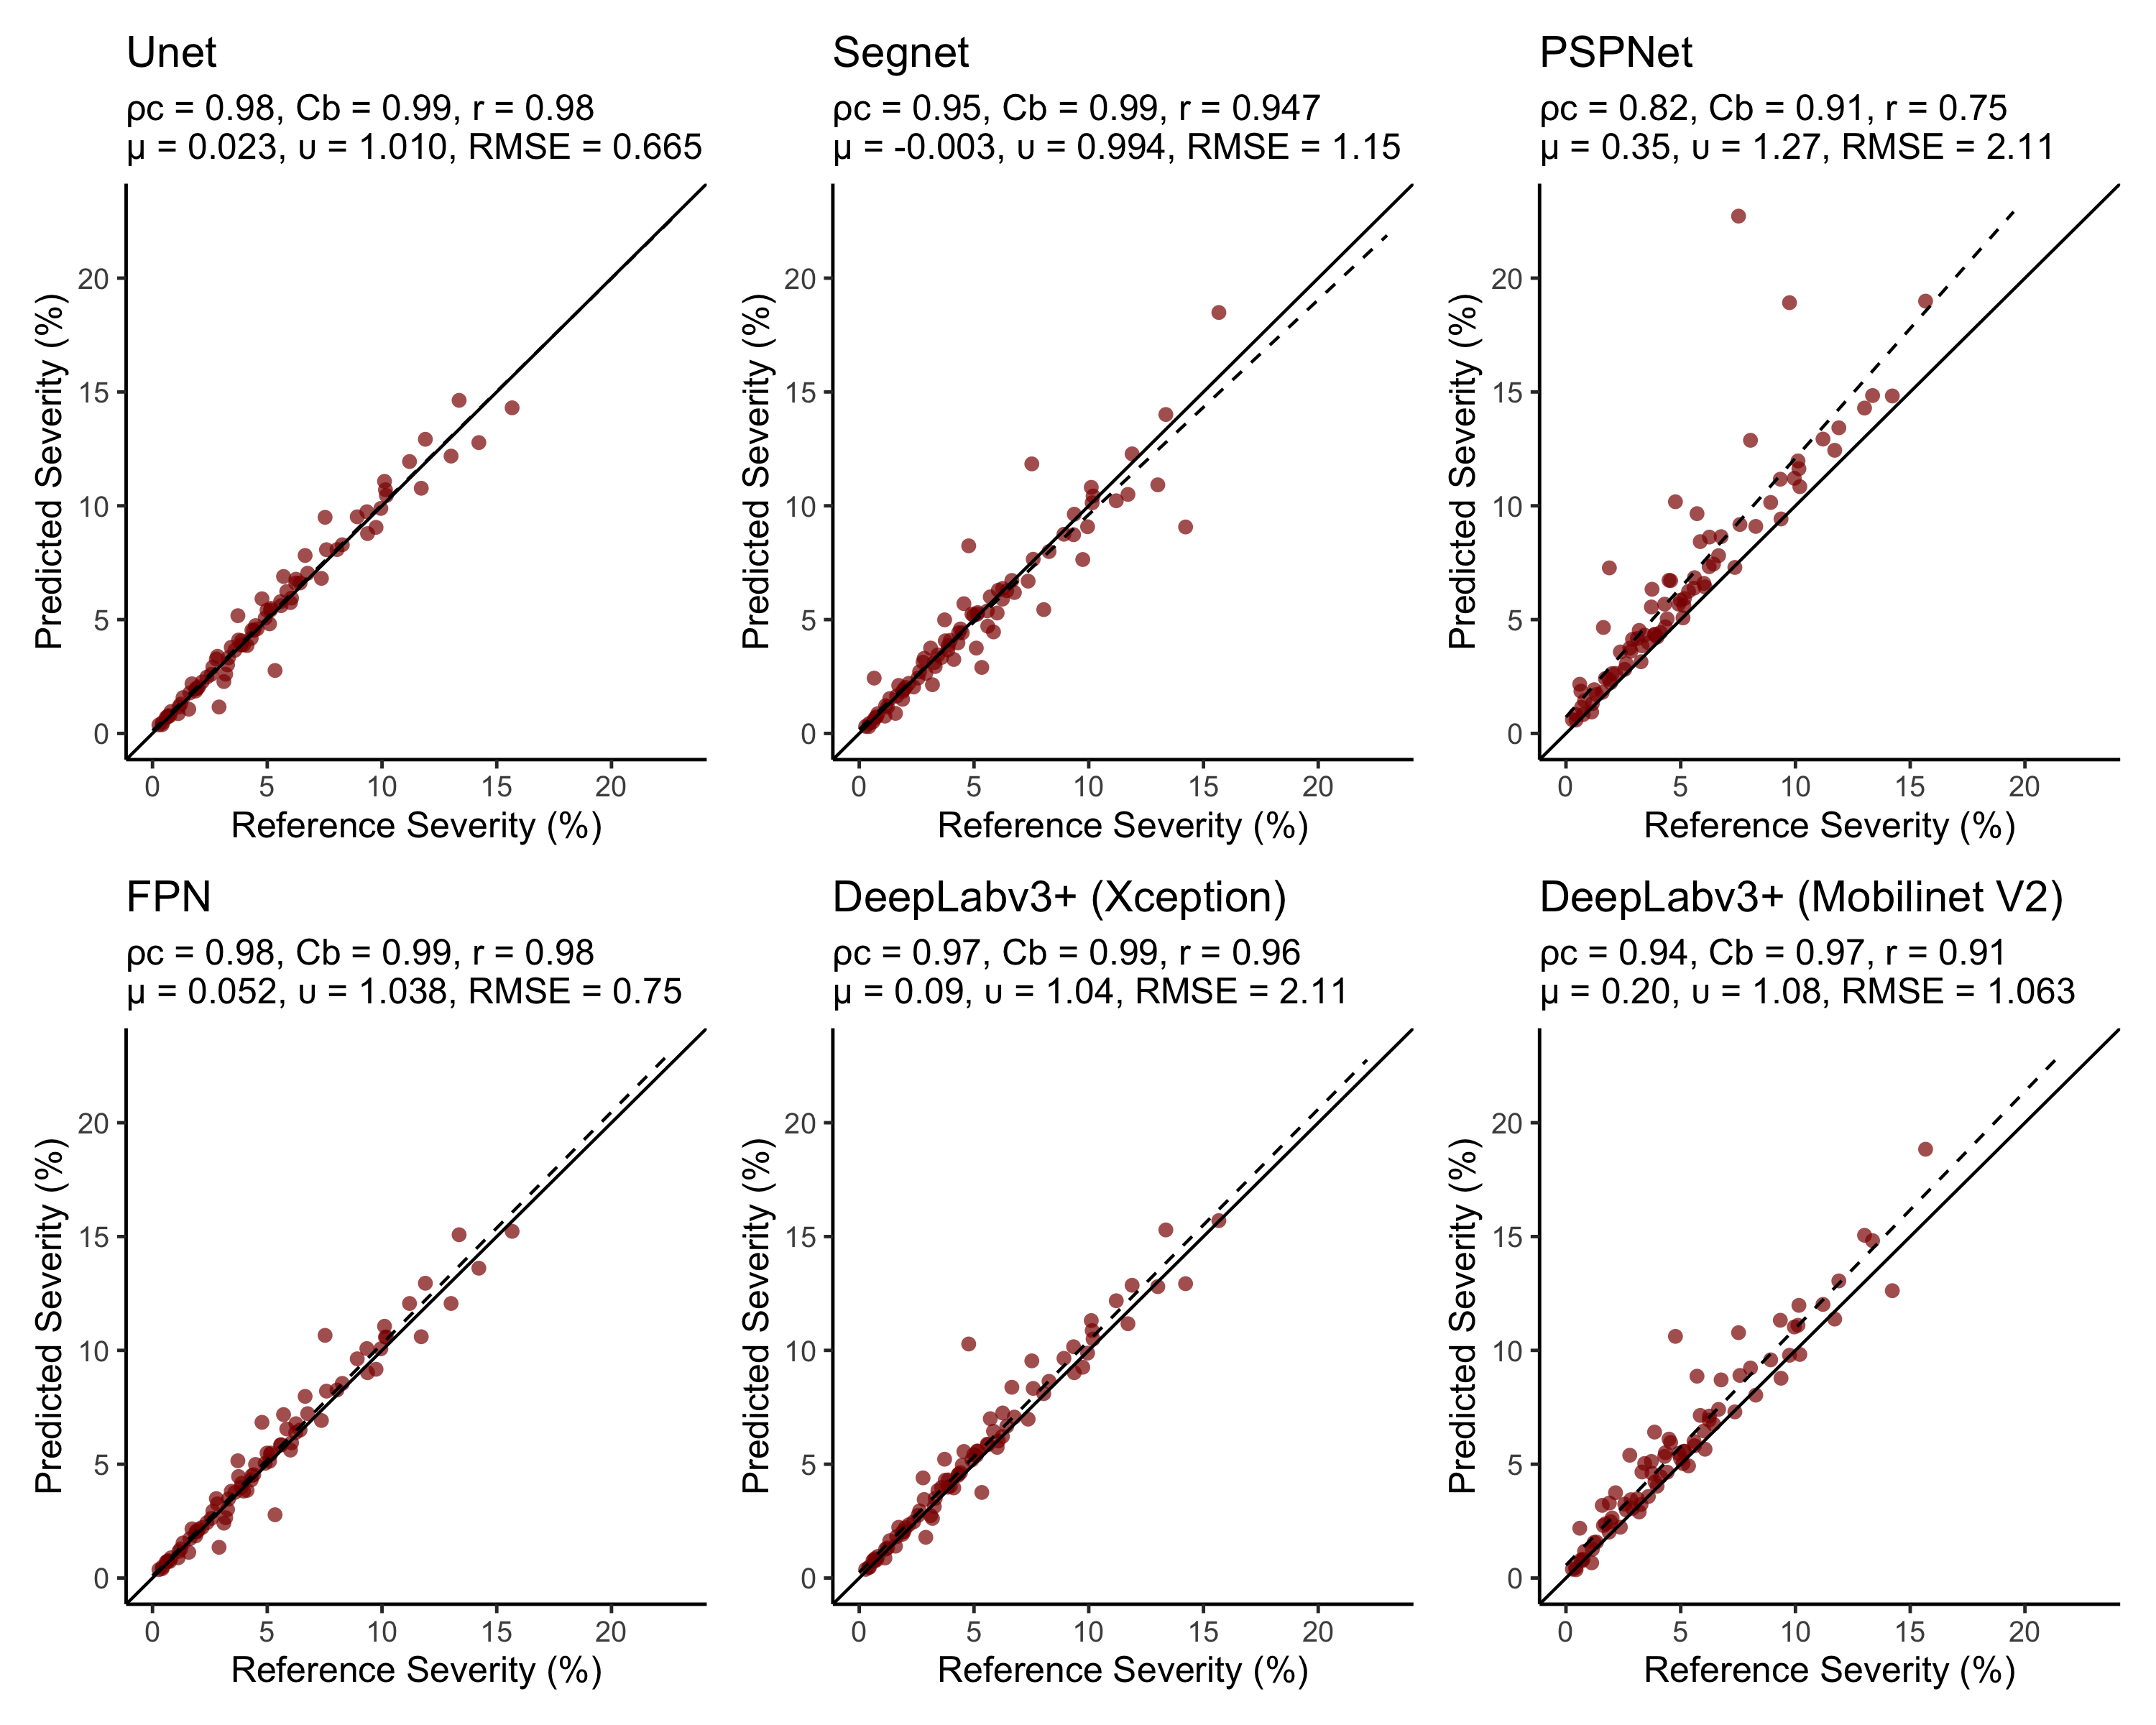 Unet
ρc = 0.98, Cb = 0.99, r = 0.98
μ = 0.023, υ = 1.010, RMSE = 0.665
20
15
10
5
0
Predicted Severity (%)
0 5 10 15 20
Reference Severity (%)
Segnet
ρc = 0.95, Cb = 0.99, r = 0.947
μ = -0.003, υ = 0.994, RMSE = 1.15
20
15
10
5
0
Predicted Severity (%)
0 5 10 15 20
Reference Severity (%)
PSPNet
ρc = 0.82, Cb = 0.91, r = 0.75
μ = 0.35, υ = 1.27, RMSE = 2.11
20
15
10
5
0
Predicted Severity (%)
0 5 10 15 20
Reference Severity (%)
FPN
ρc = 0.98, Cb = 0.99, r = 0.98
μ = 0.052, υ = 1.038, RMSE = 0.75
20
15
10
5
0
Predicted Severity (%)
0 5 10 15 20
Reference Severity (%)
DeepLabv3+ (Xception)
ρc = 0.97, Cb = 0.99, r = 0.96
μ = 0.09, υ = 1.04, RMSE = 2.11
20
15
10
5
0
Predicted Severity (%)
0 5 10 15 20
Reference Severity (%)
DeepLabv3+ (Mobilinet V2)
ρc = 0.94, Cb = 0.97, r = 0.91
μ = 0.20, υ = 1.08, RMSE = 1.063
20
15
10
5
0
Predicted Severity (%)
0 5 10 15 20
Reference Severity (%)